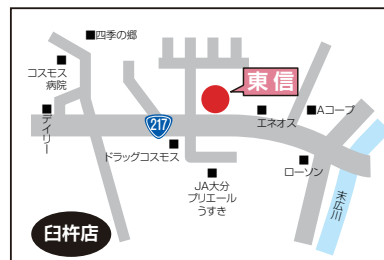 四季の郷
コスモス
病院
東信
デイリー
217
エネオス
Aコープ
ドラッグコスモス
ローソン
JA大分
プリエール
うすき
末広川
臼杵店